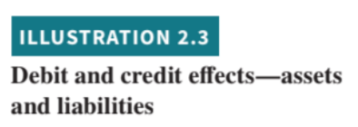 ILLUSTRATION 2.3
Debit and credit effects—assets
and liabilities